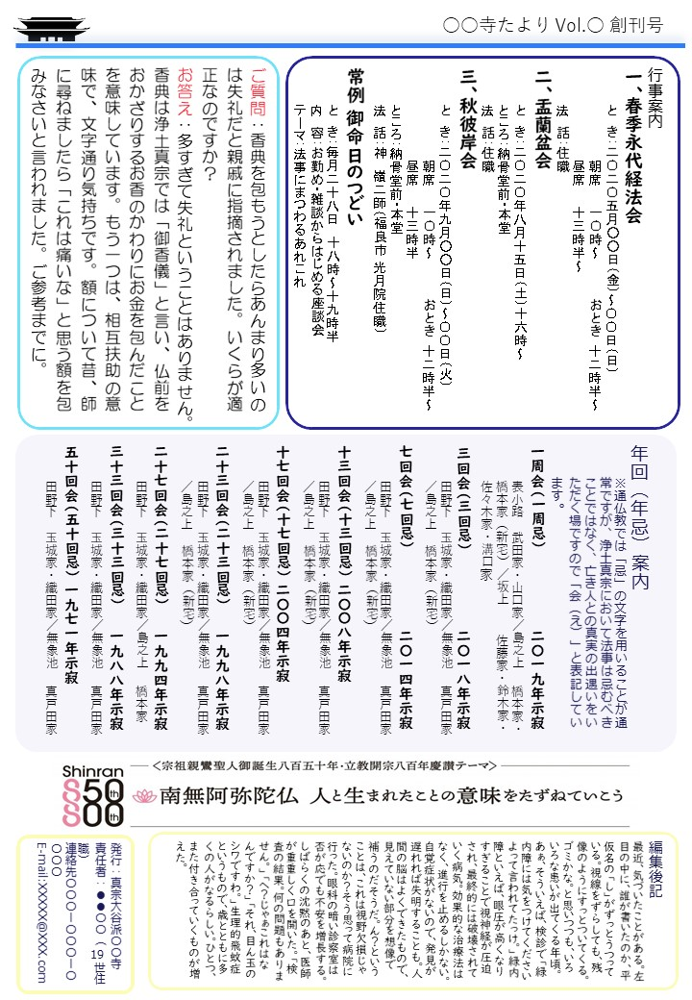 〇〇寺たより Vol.〇 創刊号
行事案内
一、春季永代経法会
と き:二〇二〇五月〇〇日(金)～〇〇日(日)
朝席 一〇時～ おとき 十二時半～
昼席 十三時半～
法 話:住職
二、盂蘭盆会
と き:二〇二〇年八月十五日(土)十六時～
ところ:納骨堂前・本堂
法 話:住職
三、秋彼岸会
と き:二〇二〇年九月〇〇日(日)～〇〇日(火)
朝席 一〇時～ おとき 十二時半～
昼席 十三時半
ところ:納骨堂前・本堂
法 話:神 嶺二師(福良市 光月院住職)
常例 御命日のつどい
と き:毎月二十八日 十八時～十九時半
内 容:お勤め・雑談からはじめる座談会
テーマ:法事にまつわるあれこれ
ご質問:香典を包もうとしたらあんまり多いの
は失礼だと親戚に指摘されました。いくらが適
正なのですか?
お答え:多すぎて失礼ということはありません。
香典は浄土真宗では「御香儀」と言い、仏前を
おかざりするお香のかわりにお金を包んだこと
を意味しています。もう一つは、相互扶助の意
味で、文字通り気持ちです。額について昔、師
に尋ねましたら「これは痛いな」と思う額を包
みなさいと言われました。ご参考までに。
年回(年忌)案内
※通仏教では「忌」の文字を用いることが通
常ですが、浄土真宗において法事は忌むべき
ことではなく、亡き人との真実の出遇いをい
ただく場ですので「会(え)」と表記してい
ます。
一周会(一周忌) 二〇一九年示寂
表小路 武田家・山口家／島之上 橋本家・
橋本家(新宅)／坂上 佐藤家・鈴木家・
佐々木家・溝口家
三回会(三回忌) 二〇一八年示寂
田野下 玉城家・織田家／無象池 真戸田家
／島之上 橋本家(新宅)
七回会(七回忌) 二〇一四年示寂
田野下 玉城家・織田家／無象池 真戸田家
／島之上 橋本家(新宅)
十三回会(十三回忌)二〇〇八年示寂
田野下 玉城家・織田家／無象池 真戸田家
／島之上 橋本家(新宅)
十七回会(十七回忌)二〇〇四年示寂
田野下 玉城家・織田家／無象池 真戸田家
／島之上 橋本家(新宅)
二十三回会(二十三回忌) 一九九八年示寂
田野下 玉城家・織田家／無象池 真戸田家
／島之上 橋本家(新宅)
二十七回会(二十七回忌) 一九九四年示寂
田野下 玉城家・織田家／島之上 橋本家
三十三回会(三十三回忌) 一九八八年示寂
田野下 玉城家・織田家／無象池 真戸田家
五十回会(五十回忌)一九七一年示寂
田野下 玉城家・織田家／無象池 真戸田家
Shinran
850th
800th
＜宗祖親鸞聖人御誕生八百五十年・立教開宗八百年慶讃テーマ＞
南無阿弥陀仏 人と生まれたことの意味をたずねていこう
編集後記
最近、気づいたことがある。左
目の中に、誰が書いたのか、平
仮名の「し」がずっとうつって
いる。視線をずらしても、残
像のようにすっとついてくる。
ゴミかな。と思いつつも、いろ
いろな患いが出てくる年頃。
あぁ、そういえば、検診で「緑
内障には気をつけてください
よって言われてたっけ。」緑内
障といえば、眼圧が高くなり
すぎることで視神経が圧迫
され、最終的には破壊されて
いく病気。効果的な治療法は
なく、進行を止めるしかない。
自覚症状がないので、発見が
遅れれば失明することも。人
間の脳はよくできたもので、
見えていない部分を想像で
補うのだそうだ。ん?という
ことは、これは視野欠損じゃ
ないのか?そう思って病院に
行った。眼科の暗い診察室は
否が応でも不安を増長する。
しばらくの沈黙のあと、医師
が重々しく口を開いた。「検
査の結果。何の問題もありま
せん。」「へ?じゃぁこれはな
んですか?」「それ、目ん玉の
シワですわ。」生理的飛蚊症
というもので、歳とともに多
くの人がなるらしい。ひとつ、
また付き合っていくものが増
えた。
発行:真宗大谷派〇〇寺
責任者:●●〇〇(19世住
職)
連絡先〇〇〇ー〇〇〇ー〇
〇〇〇
E-mail:XXXXX@XXX.com